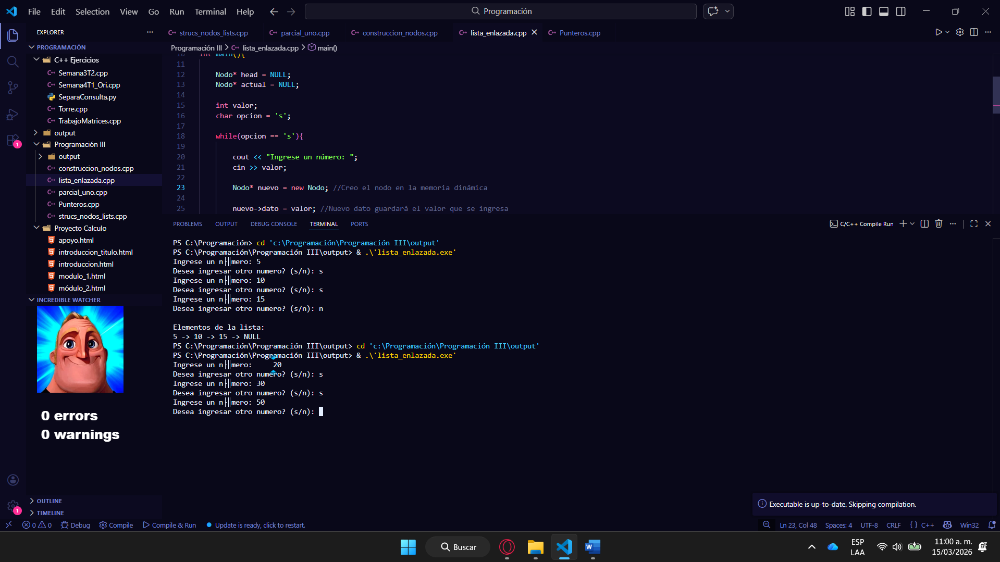 File Edit Selection View Go Run Terminal Help
Programación
EXPLORER
PROGRAMACIÓN
C++ Ejercicios
Semana3T2.cpp
Semana4T1_Ori.cpp
SeparaConsulta.py
Torre.cpp
TrabajoMatrices.cpp
output
Programación III
output
construccion_nodos.cpp
lista_enlazada.cpp
parcial_uno.cpp
Punteros.cpp
strucs_nodos_lists.cpp
Proyecto Calculo
apoyo.html
introduccion_titulo.html
introduccion.html
modulo_1.html
módulo_2.html
INCREDIBLE WATCHER
0 errors
0 warnings
OUTLINE
TIMELINE
strucs_nodos_lists.cpp parcial_uno.cpp construccion_nodos.cpp lista_enlazada.cpp Punteros.cpp
Programación III > lista_enlazada.cpp > main()
10 int main(){
11
12 Nodo* head = NULL;
13 Nodo* actual = NULL;
14
15 int valor;
16 char opcion = 's';
17
18 while(opcion == 's'){
19
20 cout << "Ingrese un número: ";
21 cin >> valor;
22
23 Nodo* nuevo = new Nodo; //Creo el nodo en la memoria dinámica
24
25 nuevo->dato = valor; //Nuevo dato guardará el valor que se ingresa
PROBLEMS OUTPUT DEBUG CONSOLE TERMINAL PORTS
C/C++ Compile Run
PS C:\Programación> cd 'c:\Programación\Programación III\output'
PS C:\Programación\Programación III\output> & .\'lista_enlazada.exe'
Ingrese un n├║mero: 5
Desea ingresar otro numero? (s/n): s
Ingrese un n├║mero: 10
Desea ingresar otro numero? (s/n): s
Ingrese un n├║mero: 15
Desea ingresar otro numero? (s/n): n
Elementos de la lista:
5 -> 10 -> 15 -> NULL
PS C:\Programación\Programación III\output> cd 'c:\Programación\Programación III\output'
PS C:\Programación\Programación III\output> & .\'lista_enlazada.exe'
Ingrese un n├║mero: 20
Desea ingresar otro numero? (s/n): s
Ingrese un n├║mero: 30
Desea ingresar otro numero? (s/n): s
Ingrese un n├║mero: 50
Desea ingresar otro numero? (s/n):
Executable is up-to-date. Skipping compilation.
0 0 Debug Compile Compile & Run Update is ready, click to restart.
Ln 23, Col 48 Spaces: 4 UTF-8 CRLF {} C++ Win32
Buscar
ESP
LAA
11:00 a. m.
15/03/2026